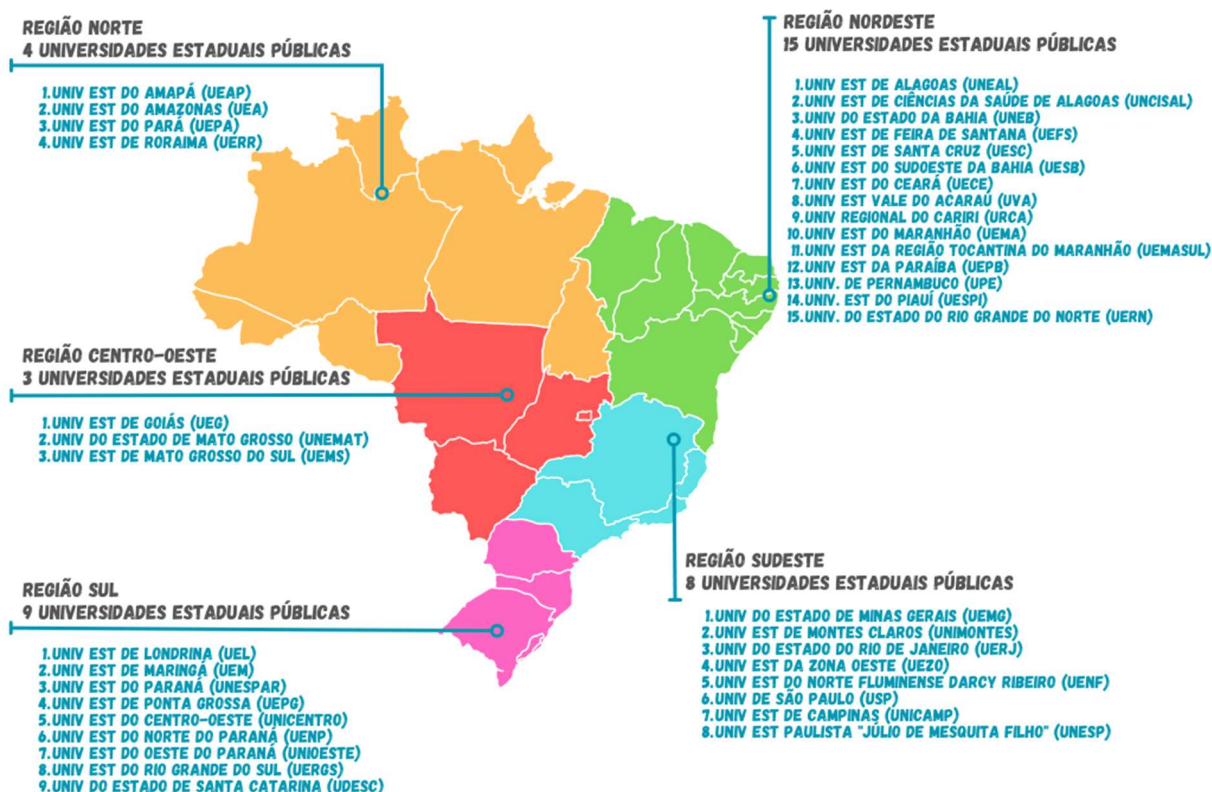 REGIÃO NORTE
4 UNIVERSIDADES ESTADUAIS PÚBLICAS
1.UNIV EST DO AMAPÁ (UEAP)
2.UNIV EST DO AMAZONAS (UEA)
3.UNIV EST DO PARÁ (UEPA)
4.UNIV EST DE RORAIMA (UERR)
REGIÃO NORDESTE
15 UNIVERSIDADES ESTADUAIS PÚBLICAS
1.UNIV EST DE ALAGOAS (UNEAL)
2.UNIV EST DE CIÊNCIAS DA SAÚDE DE ALAGOAS (UNCISAL)
3.UNIV DO ESTADO DA BAHIA (UNEB)
4.UNIV EST DE FEIRA DE SANTANA (UEFS)
5.UNIV EST DE SANTA CRUZ (UESC)
6.UNIV EST DO SUDOESTE DA BAHIA (UESB)
7.UNIV EST DO CEARÁ (UECE)
8.UNIV EST VALE DO ACARAÚ (UVA)
9.UNIV REGIONAL DO CARIRI (URCA)
10.UNIV EST DO MARANHÃO (UEMA)
11.UNIV EST DA REGIÃO TOCANTINA DO MARANHÃO (UEMASUL)
12.UNIV EST DA PARAÍBA (UEPB)
13.UNIV. DE PERNAMBUCO (UPE)
14.UNIV. EST DO PIAUÍ (UESPI)
15.UNIV. DO ESTADO DO RIO GRANDE DO NORTE (UERN)
REGIÃO CENTRO-OESTE
3 UNIVERSIDADES ESTADUAIS PÚBLICAS
1.UNIV EST DE GOIÁS (UEG)
2.UNIV DO ESTADO DE MATO GROSSO (UNEMAT)
3.UNIV EST DE MATO GROSSO DO SUL (UEMS)
REGIÃO SUDESTE
8 UNIVERSIDADES ESTADUAIS PÚBLICAS
1.UNIV DO ESTADO DE MINAS GERAIS (UEMG)
2.UNIV EST DE MONTES CLAROS (UNIMONTES)
3.UNIV DO ESTADO DO RIO DE JANEIRO (UERJ)
4.UNIV EST DA ZONA OESTE (UEZO)
5.UNIV EST DO NORTE FLUMINENSE DARCY RIBEIRO (UENF)
6.UNIV DE SÃO PAULO (USP)
7.UNIV EST DE CAMPINAS (UNICAMP)
8.UNIV EST PAULISTA "JÚLIO DE MESQUITA FILHO" (UNESP)
REGIÃO SUL
9 UNIVERSIDADES ESTADUAIS PÚBLICAS
1.UNIV EST DE LONDRINA (UEL)
2.UNIV EST DE MARINGÁ (UEM)
3.UNIV EST DO PARANÁ (UNESPAR)
4.UNIV EST DE PONTA GROSSA (UEPG)
5.UNIV EST DO CENTRO-OESTE (UNICENTRO)
6.UNIV EST DO NORTE DO PARANÁ (UENP)
7.UNIV EST DO OESTE DO PARANÁ (UNIOESTE)
8.UNIV EST DO RIO GRANDE DO SUL (UERGS)
9.UNIV DO ESTADO DE SANTA CATARINA (UDESC)